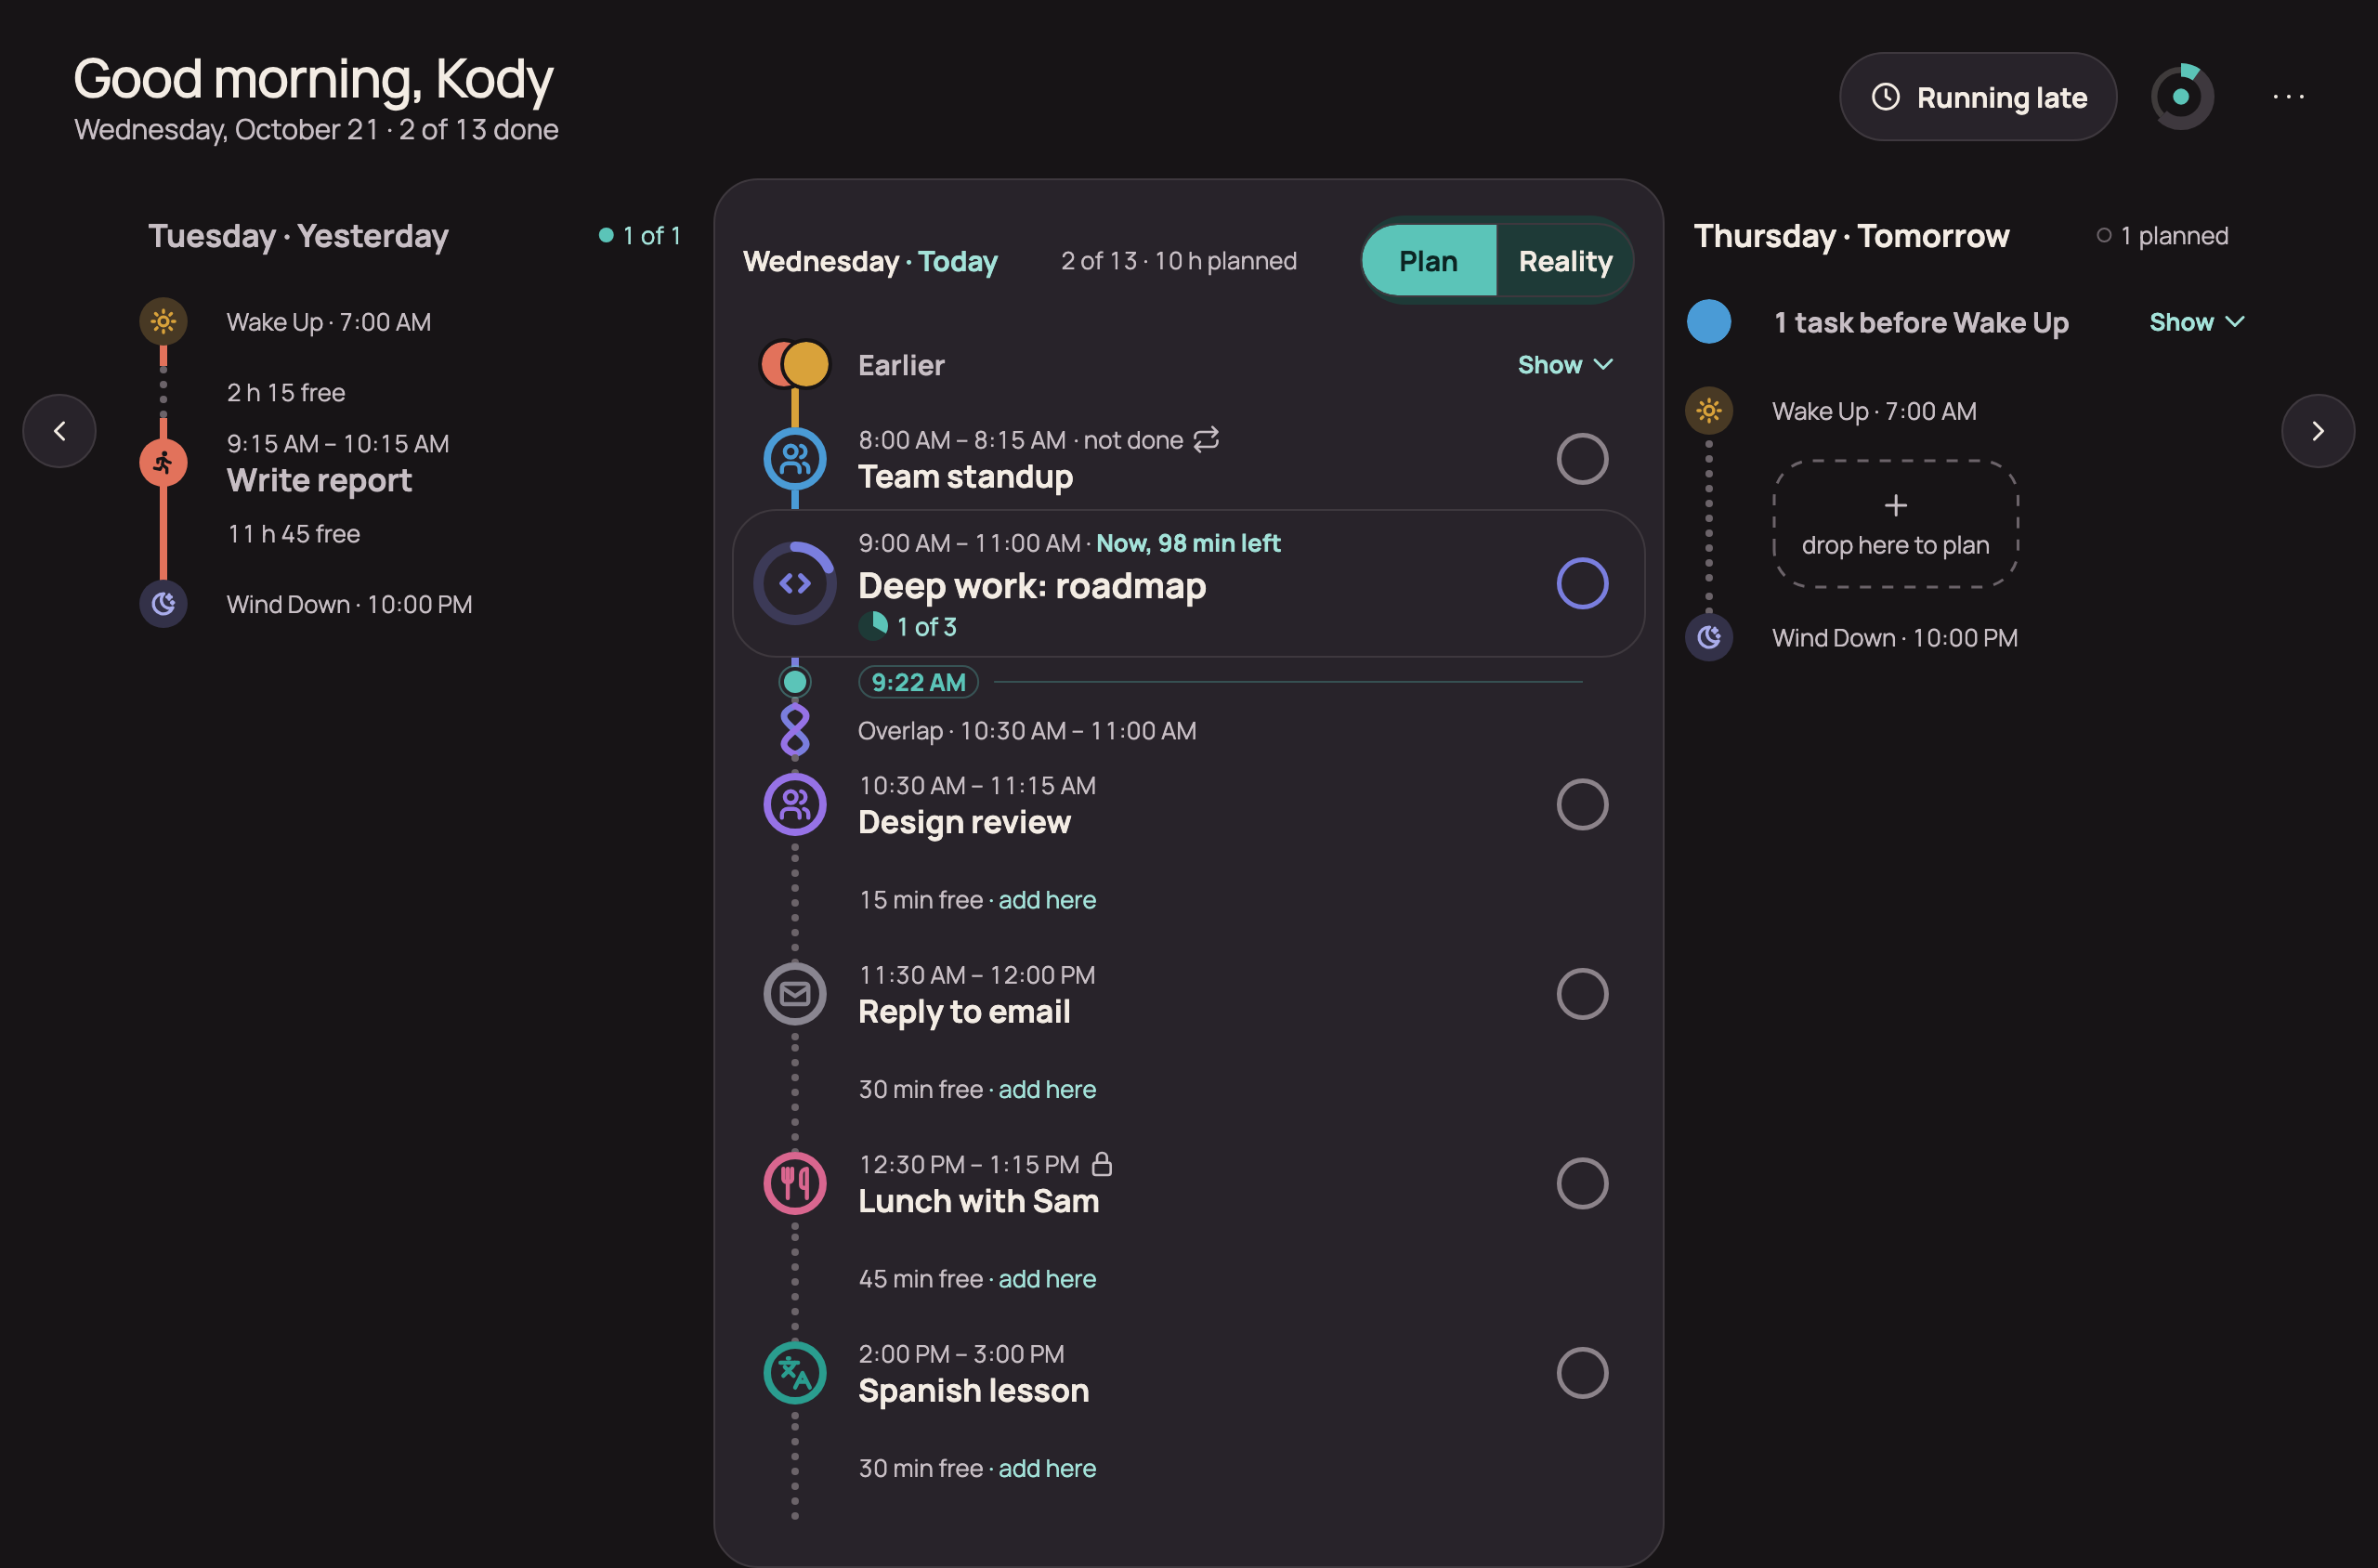 Good morning, Kody
Wednesday, October 21 · 2 of 13 done
Running late
Tuesday · Yesterday
1 of 1
Wake Up · 7:00 AM
2 h 15 free
9:15 AM – 10:15 AM
Write report
11 h 45 free
Wind Down · 10:00 PM
Wednesday · Today
2 of 13 · 10 h planned
Plan
Reality
Earlier
Show
8:00 AM – 8:15 AM · not done
Team standup
9:00 AM – 11:00 AM · Now, 98 min left
Deep work: roadmap
1 of 3
9:22 AM
Overlap · 10:30 AM – 11:00 AM
10:30 AM – 11:15 AM
Design review
15 min free · add here
11:30 AM – 12:00 PM
Reply to email
30 min free · add here
12:30 PM – 1:15 PM
Lunch with Sam
45 min free · add here
2:00 PM – 3:00 PM
Spanish lesson
30 min free · add here
Thursday · Tomorrow
1 planned
1 task before Wake Up
Show
Wake Up · 7:00 AM
drop here to plan
Wind Down · 10:00 PM